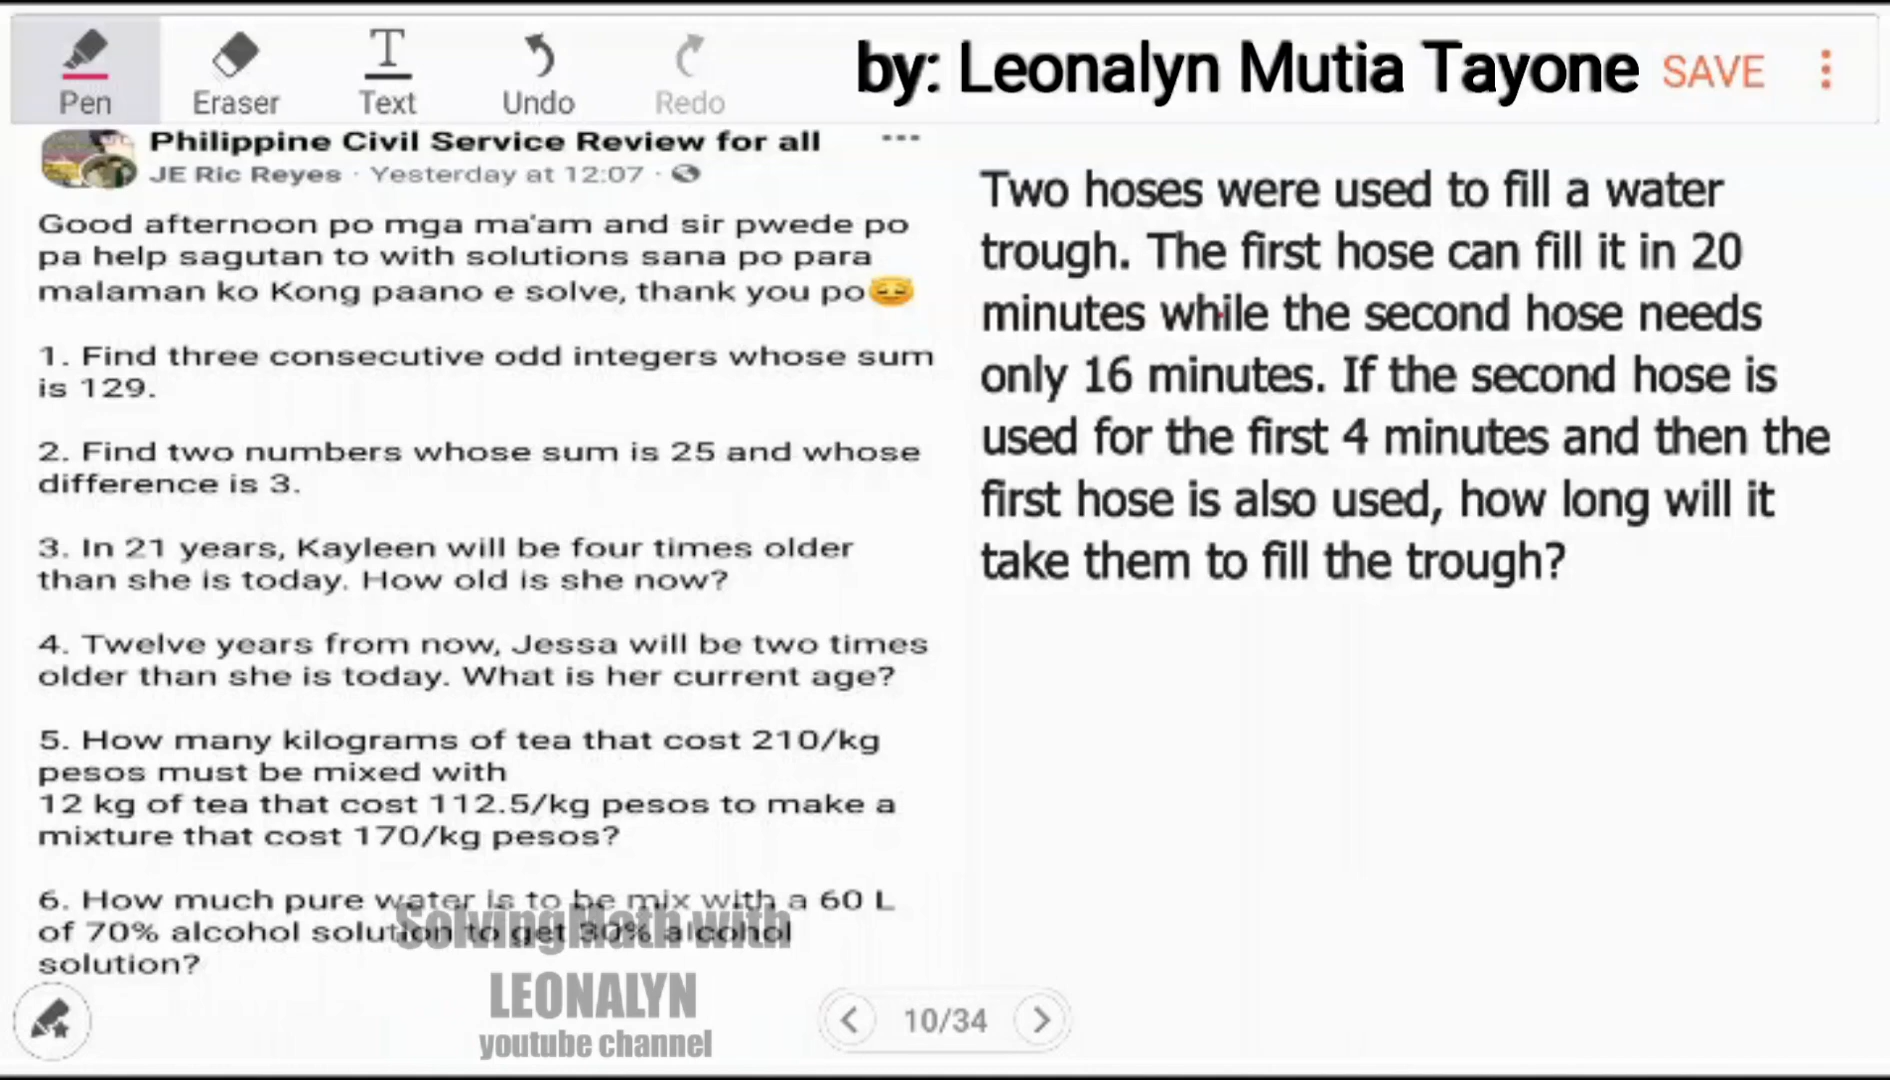 Pen
Eraser
T
Text
Undo
Redo
by: Leonalyn Mutia Tayone
SAVE
Philippine Civil Service Review for all
JE Ric Reyes · Yesterday at 12:07 ·
Good afternoon po mga ma'am and sir pwede po
pa help sagutan to with solutions sana po para
malaman ko Kong paano e solve, thank you po😊
1. Find three consecutive odd integers whose sum
is 129.
2. Find two numbers whose sum is 25 and whose
difference is 3.
3. In 21 years, Kayleen will be four times older
than she is today. How old is she now?
4. Twelve years from now, Jessa will be two times
older than she is today. What is her current age?
5. How many kilograms of tea that cost 210/kg
pesos must be mixed with
12 kg of tea that cost 112.5/kg pesos to make a
mixture that cost 170/kg pesos?
6. How much pure water is to be mix with a 60 L
of 70% alcohol solution to get 30% alcohol
solution?
Two hoses were used to fill a water
trough. The first hose can fill it in 20
minutes while the second hose needs
only 16 minutes. If the second hose is
used for the first 4 minutes and then the
first hose is also used, how long will it
take them to fill the trough?
SolvingMath with
LEONALYN
youtube channel
10/34